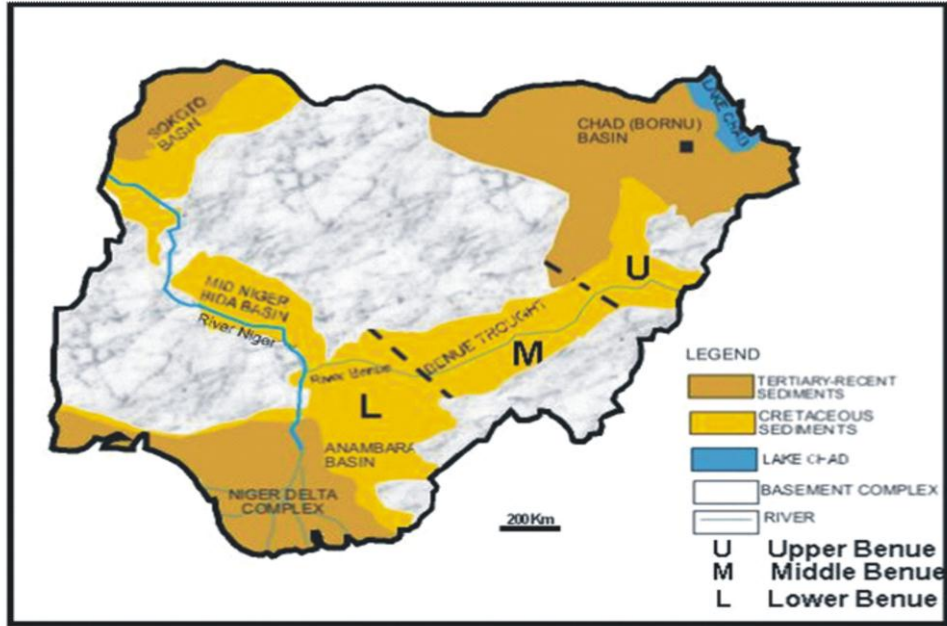 SOKOTO
BASIN
CHAD (BORNU)
BASIN
LAKE CHAD
MID NIGER
BIDA BASIN
River Niger
U
BENUE TROUGHT
M
River Benue
L
ANAMBARA
BASIN
NIGER DELTA
COMPLEX
200Km
LEGEND
TERTIARY-RECENT
SEDIMENTS
CRETACEOUS
SEDIMENTS
LAKE CHAD
BASEMENT COMPLEX
RIVER
U Upper Benue
M Middle Benue
L Lower Benue